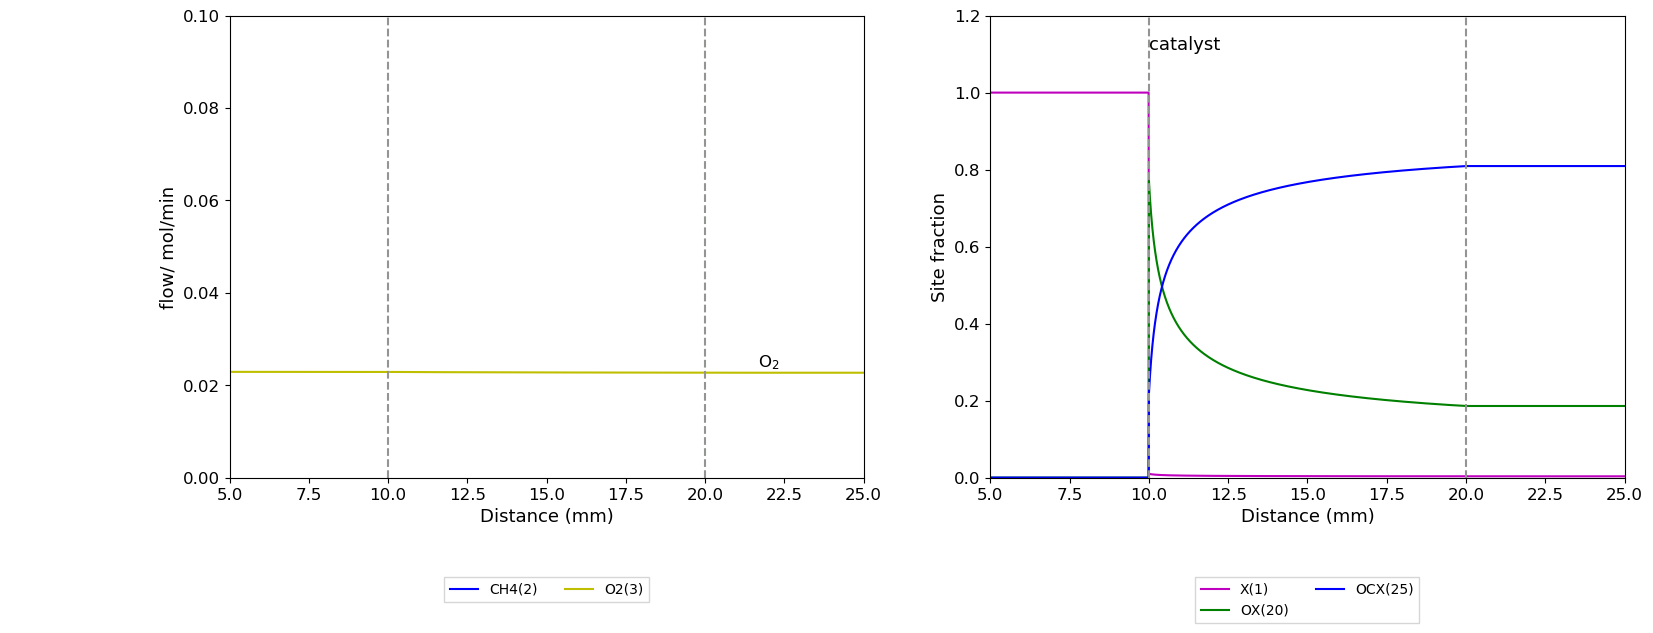 0.10
0.08
0.06
0.04
0.02
0.00
flow/ mol/min
O₂
5.0 7.5 10.0 12.5 15.0 17.5 20.0 22.5 25.0
Distance (mm)
CH4(2) O2(3)
1.2
1.0
0.8
0.6
0.4
0.2
0.0
Site fraction
catalyst
5.0 7.5 10.0 12.5 15.0 17.5 20.0 22.5 25.0
Distance (mm)
X(1) OCX(25)
OX(20)